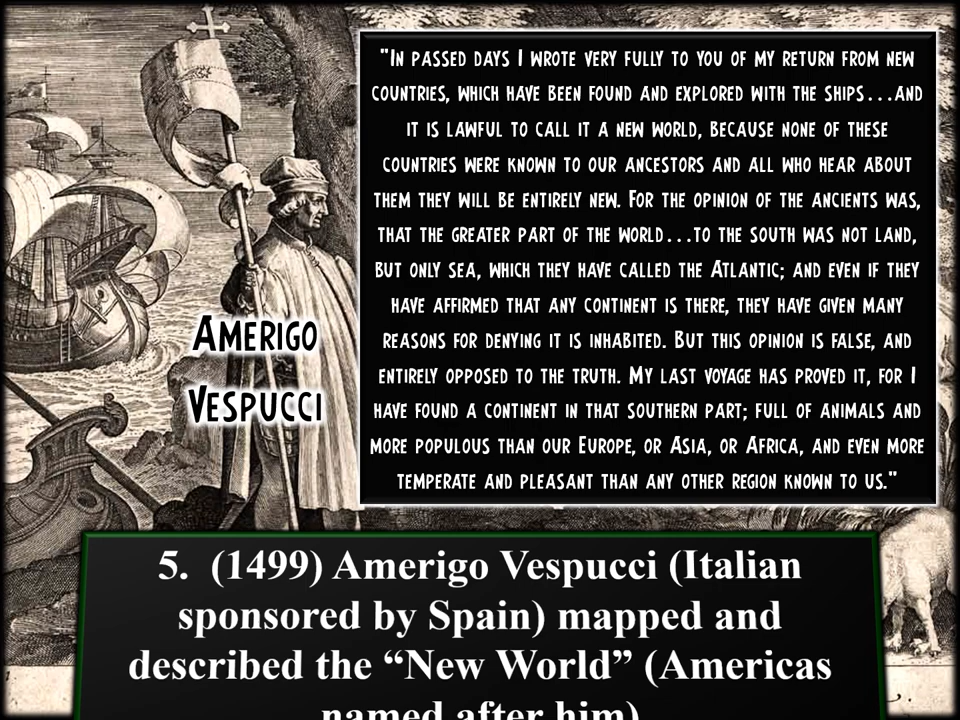 "In passed days I wrote very fully to you of my return from new
countries, which have been found and explored with the ships...and
it is lawful to call it a new world, because none of these
countries were known to our ancestors and all who hear about
them they will be entirely new. For the opinion of the ancients was,
that the greater part of the world...to the south was not land,
but only sea, which they have called the Atlantic; and even if they
have affirmed that any continent is there, they have given many
reasons for denying it is inhabited. But this opinion is false, and
entirely opposed to the truth. My last voyage has proved it, for I
have found a continent in that southern part; full of animals and
more populous than our Europe, or Asia, or Africa, and even more
temperate and pleasant than any other region known to us."
Amerigo
Vespucci
5. (1499) Amerigo Vespucci (Italian
sponsored by Spain) mapped and
described the “New World” (Americas
named after him)